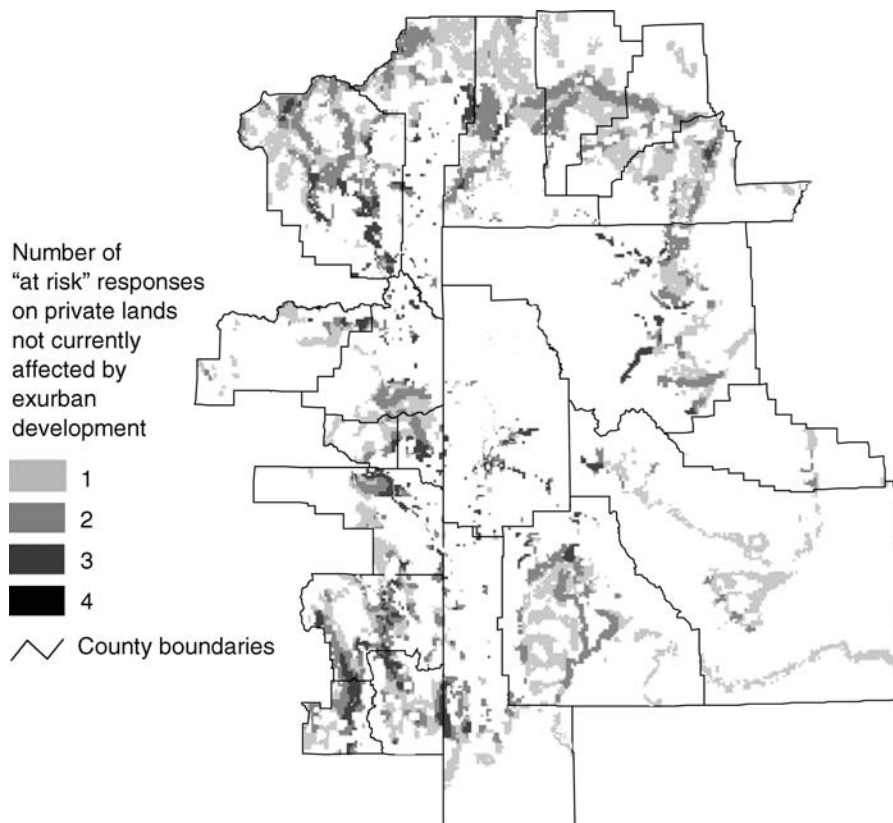 Number of
“at risk” responses
on private lands
not currently
affected by
exurban
development
1
2
3
4
County boundaries